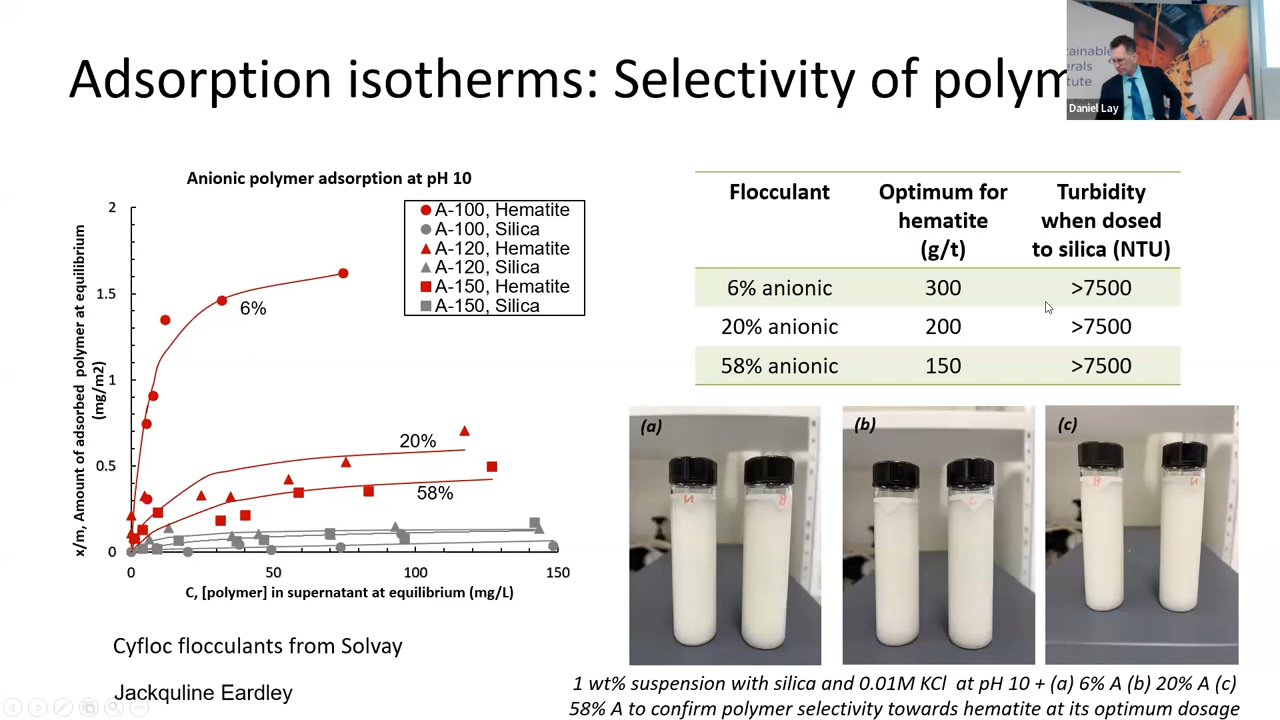 Adsorption isotherms: Selectivity of polym
tainable
erals
tute
Daniel Lay
Anionic polymer adsorption at pH 10
x/m, Amount of adsorbed polymer at equilibrium
(mg/m2)
2
1.5
1
0.5
0
0
50
100
150
C, [polymer] in supernatant at equilibrium (mg/L)
A-100, Hematite
A-100, Silica
A-120, Hematite
A-120, Silica
A-150, Hematite
A-150, Silica
6%
20%
58%
Cyfloc flocculants from Solvay
Jackquline Eardley
Flocculant Optimum for hematite (g/t) Turbidity when dosed to silica (NTU)
6% anionic 300 >7500
20% anionic 200 >7500
58% anionic 150 >7500
(a)
(b)
(c)
N
B
B
N
1 wt% suspension with silica and 0.01M KCl at pH 10 + (a) 6% A (b) 20% A (c)
58% A to confirm polymer selectivity towards hematite at its optimum dosage